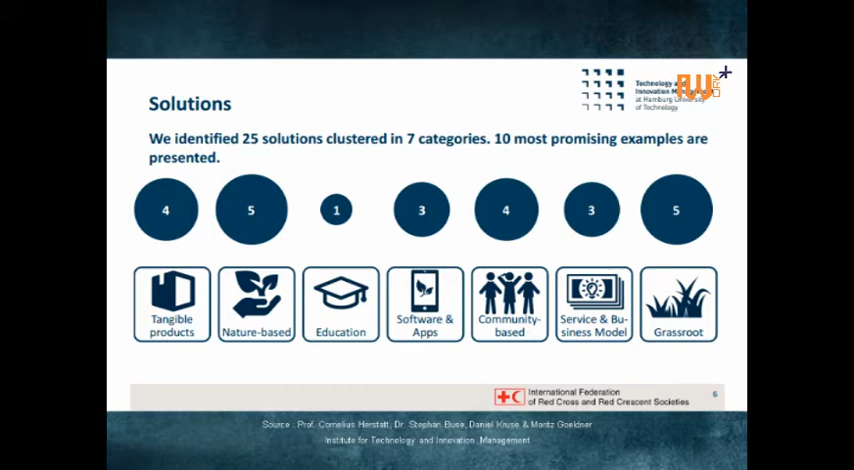 Technology and
Innovation Management
at Hamburg University
of Technology
Solutions
We identified 25 solutions clustered in 7 categories. 10 most promising examples are
presented.
4 5 1 3 4 3 5
Tangible
products
Nature-based
Education
Software &
Apps
Community-
based
Service & Bu-
siness Model
Grassroot
International Federation
of Red Cross and Red Crescent Societies
6
Source : Prof. Cornelius Herstatt, Dr. Stephan Buse, Daniel Kruse & Moritz Goeldner
Institute for Technology and Innovation Management